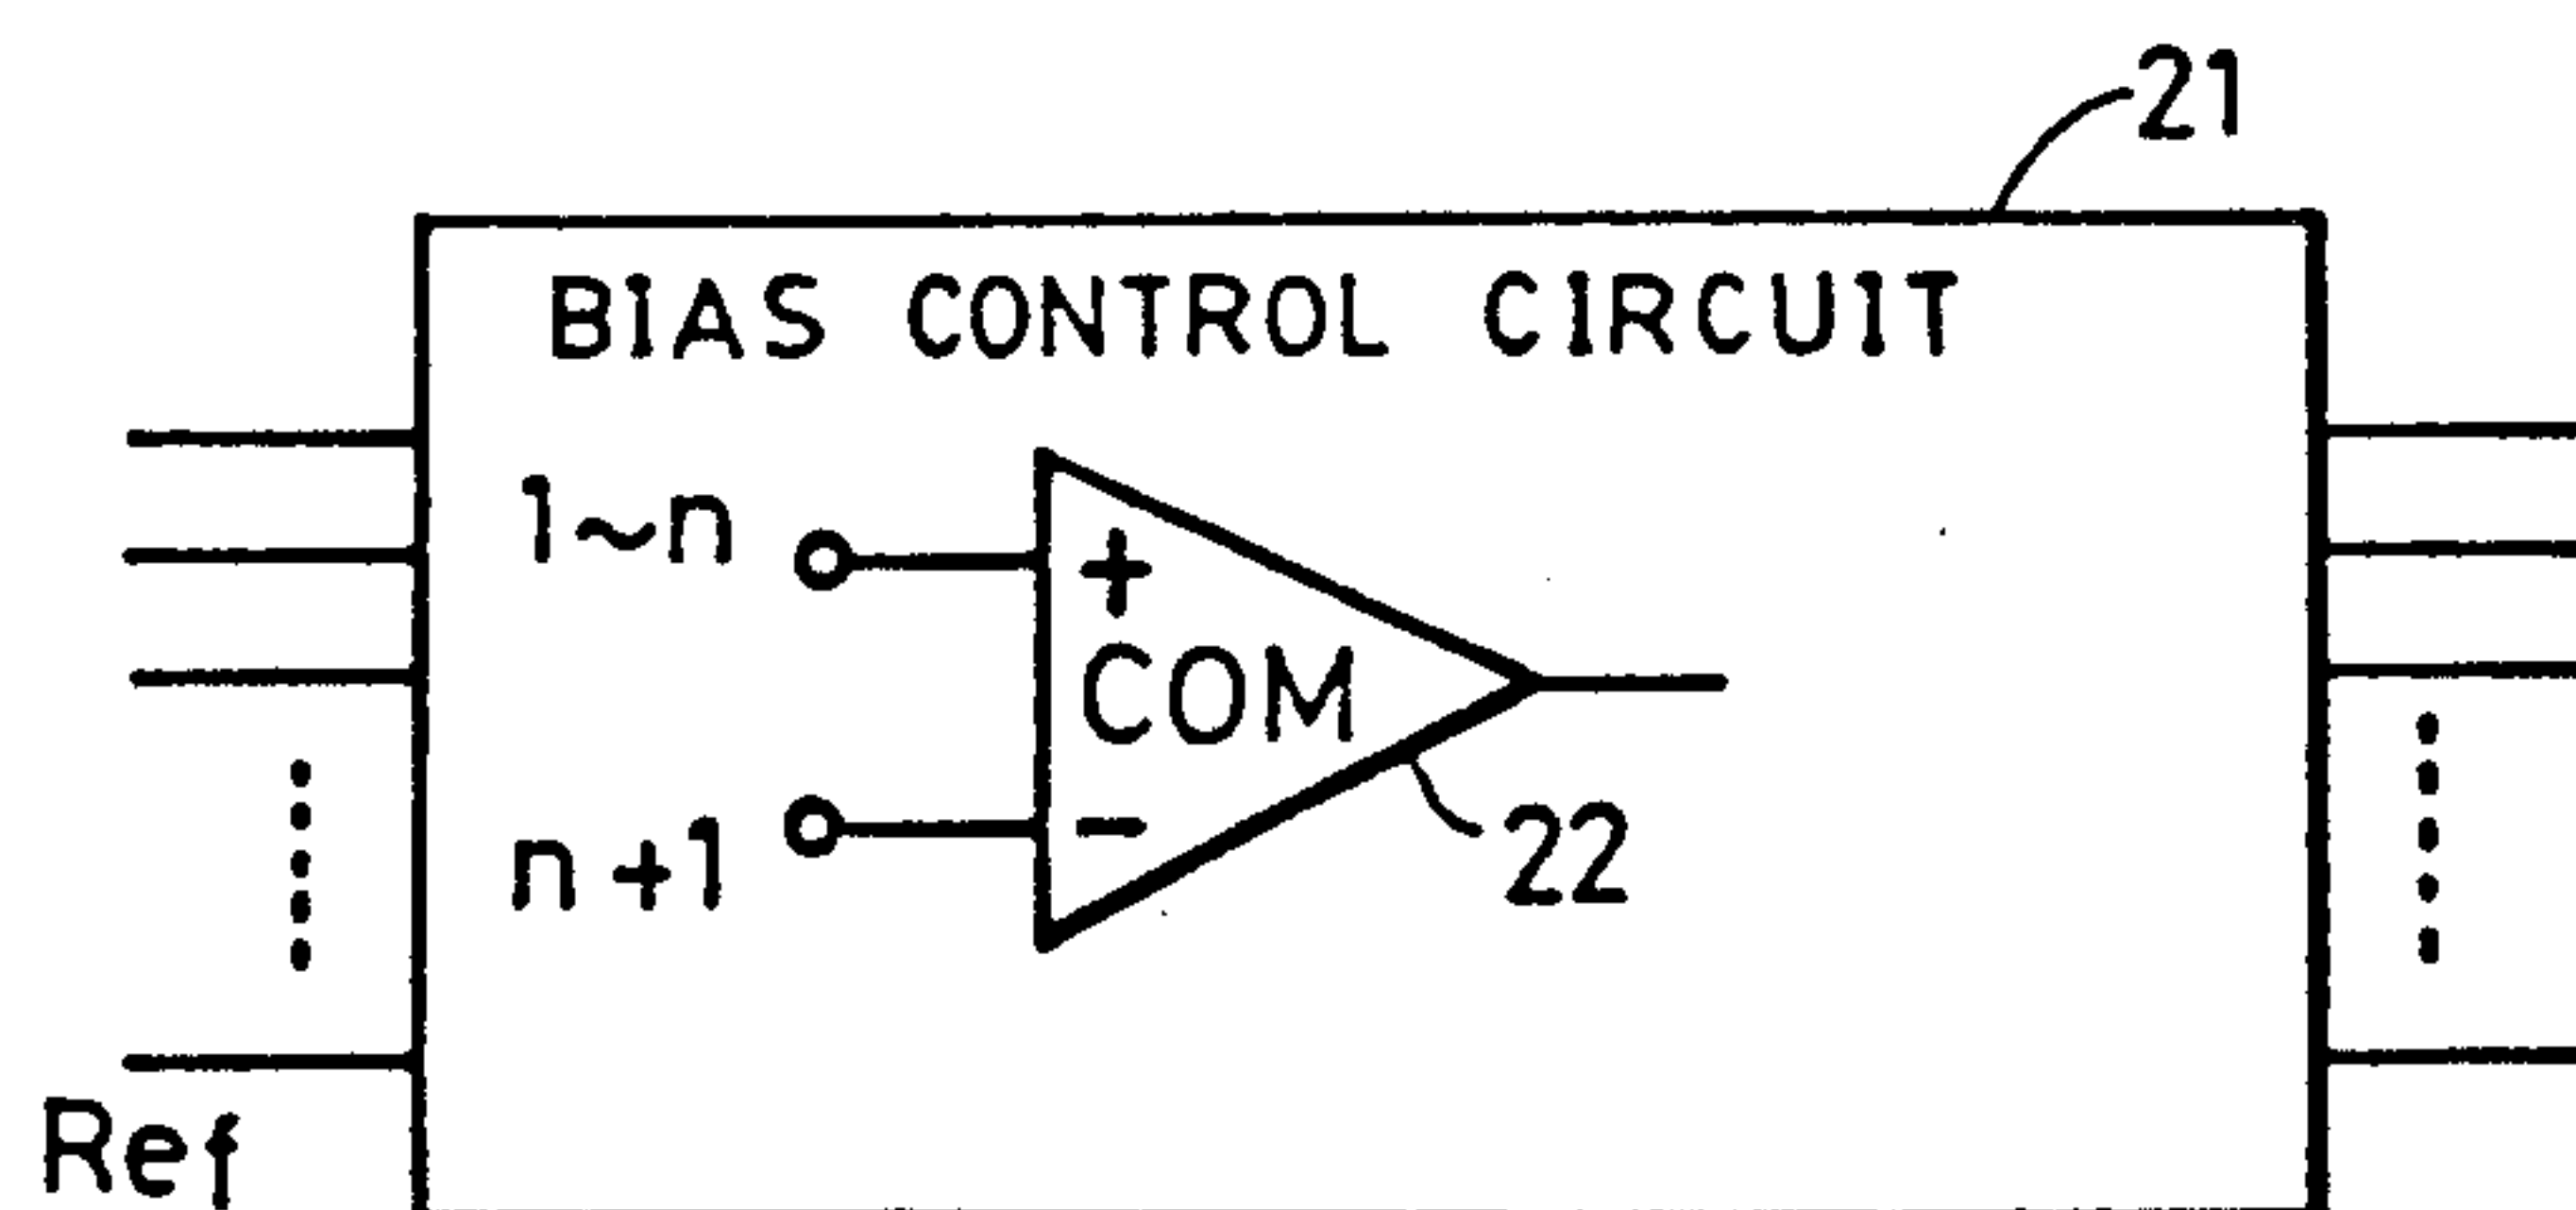 21
BIAS CONTROL CIRCUIT
1~n
+
COM
-
n+1
22
Ref